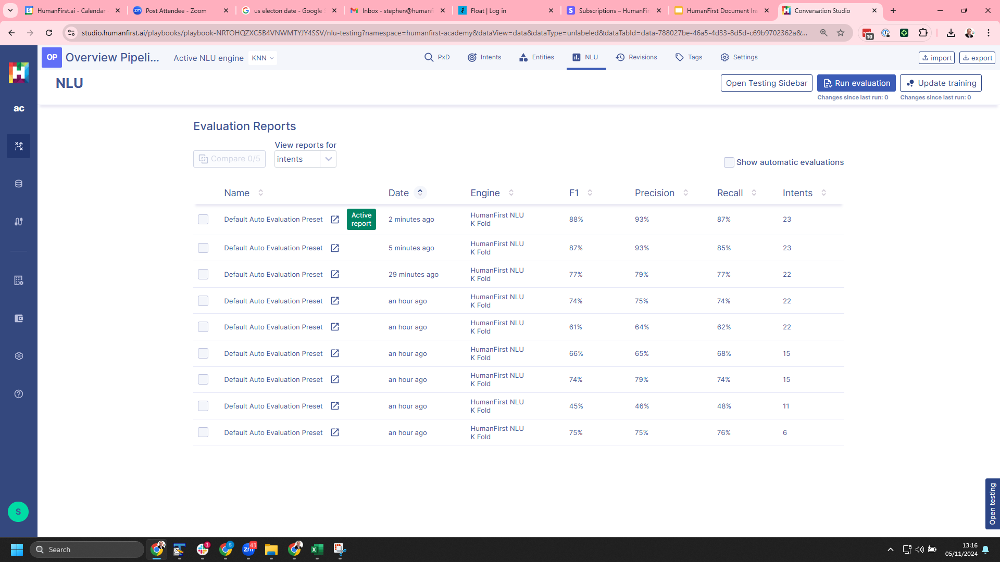 HumanFirst.ai - Calendar
Post Attendee - Zoom
us electon date - Google S
Inbox - stephen@humanf
Float | Log in
Subscriptions – HumanFir
HumanFirst Document In
Conversation Studio
studio.humanfirst.ai/playbooks/playbook-NRTOHQZXC5B4VNWMTYJY4SSV/nlu-testing?namespace=humanfirst-academy&dataView=data&dataType=unlabeled&dataTabId=data-788027be-46a5-4d33-8d5d-c69b9702362a&...
10
OP
Overview Pipeli...
Active NLU engine
KNN
PxD
Intents
Entities
NLU
Revisions
Tags
Settings
import
export
ac
NLU
Open Testing Sidebar
Run evaluation
Update training
Changes since last run: 0
Changes since last run: 0
Evaluation Reports
Compare 0/5
View reports for
intents
Show automatic evaluations
Name Date Engine F1 Precision Recall Intents
Default Auto Evaluation Preset Active report 2 minutes ago HumanFirst NLU K Fold 88% 93% 87% 23
Default Auto Evaluation Preset 5 minutes ago HumanFirst NLU K Fold 87% 93% 85% 23
Default Auto Evaluation Preset 29 minutes ago HumanFirst NLU K Fold 77% 79% 77% 22
Default Auto Evaluation Preset an hour ago HumanFirst NLU K Fold 74% 75% 74% 22
Default Auto Evaluation Preset an hour ago HumanFirst NLU K Fold 61% 64% 62% 22
Default Auto Evaluation Preset an hour ago HumanFirst NLU K Fold 66% 65% 68% 15
Default Auto Evaluation Preset an hour ago HumanFirst NLU K Fold 74% 79% 74% 15
Default Auto Evaluation Preset an hour ago HumanFirst NLU K Fold 45% 46% 48% 11
Default Auto Evaluation Preset an hour ago HumanFirst NLU K Fold 75% 75% 76% 6
Open testing
S
Search
1
S
zm
43
13:16
05/11/2024